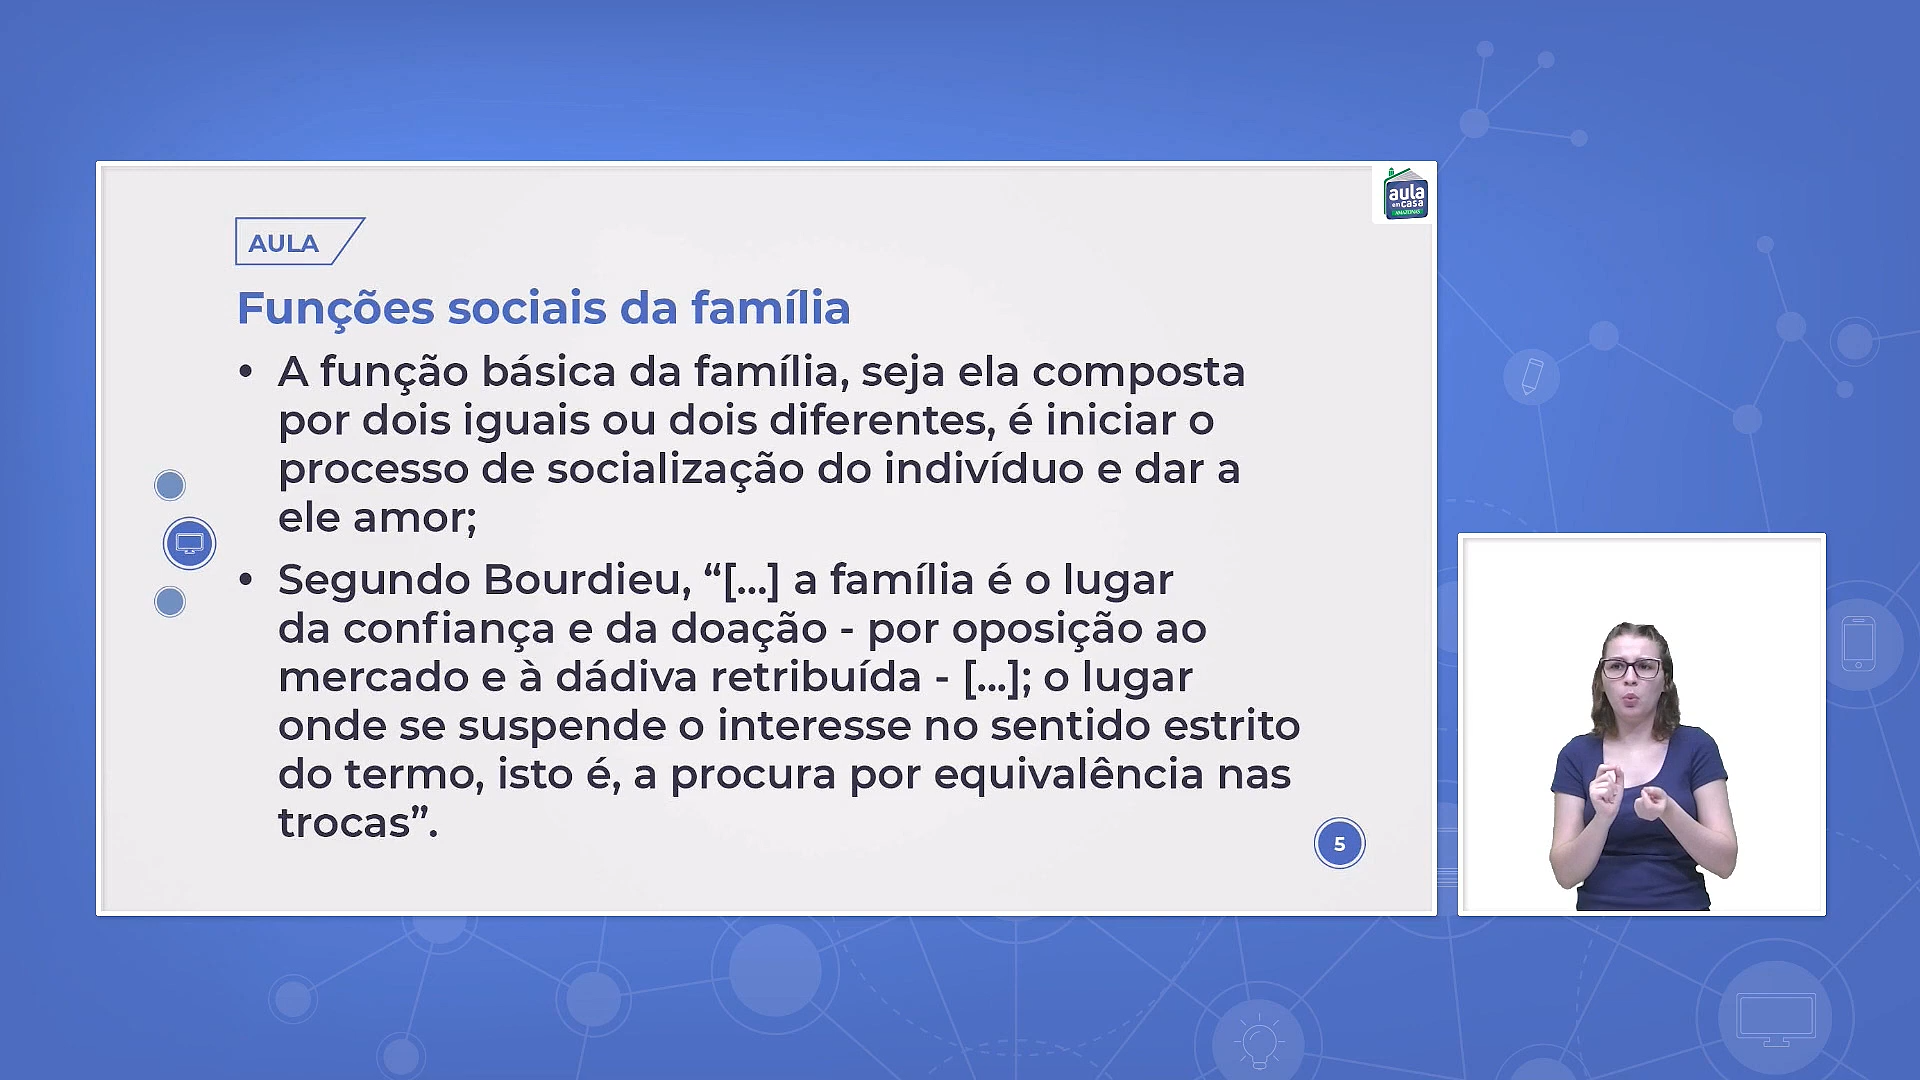 aula
em casa
AMAZONAS
AULA
Funções sociais da família
• A função básica da família, seja ela composta
por dois iguais ou dois diferentes, é iniciar o
processo de socialização do indivíduo e dar a
ele amor;
• Segundo Bourdieu, “[...] a família é o lugar
da confiança e da doação - por oposição ao
mercado e à dádiva retribuída - [...]; o lugar
onde se suspende o interesse no sentido estrito
do termo, isto é, a procura por equivalência nas
trocas”.
5